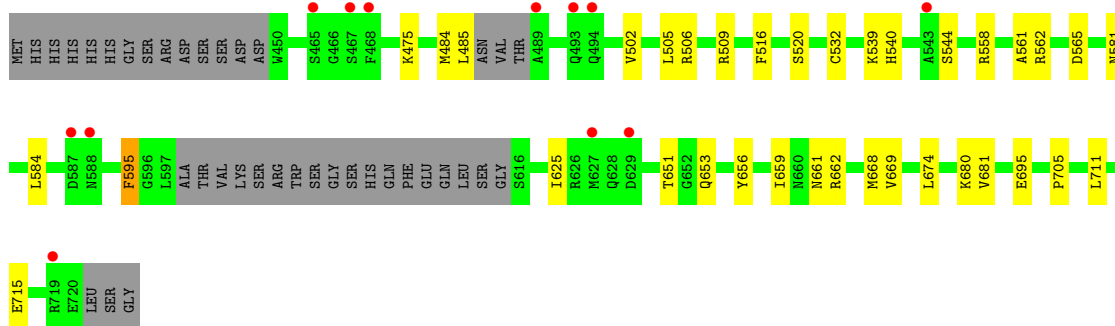 MET HIS HIS HIS HIS HIS HIS GLY SER ARG ASP SER SER ASP ASP W450 S465 G466 S467 F468 K475 M484 L485 ASN VAL THR A489 Q493 Q494 V502 L505 R506 R509 F516 S520 C532 K539 H540 A543 S544 R558 A561 R562 D565 N581
L584 D587 N588 F595 G596 L597 ALA THR VAL LYS SER ARG TRP SER GLY SER HIS GLN PHE GLU GLN LEU SER GLY S616 I625 R626 M627 Q628 D629 T651 G652 Q653 Y656 I659 N660 N661 R662 M668 V669 L674 K680 V681 E695 P705 L711
E715 R719 E720 LEU SER GLY